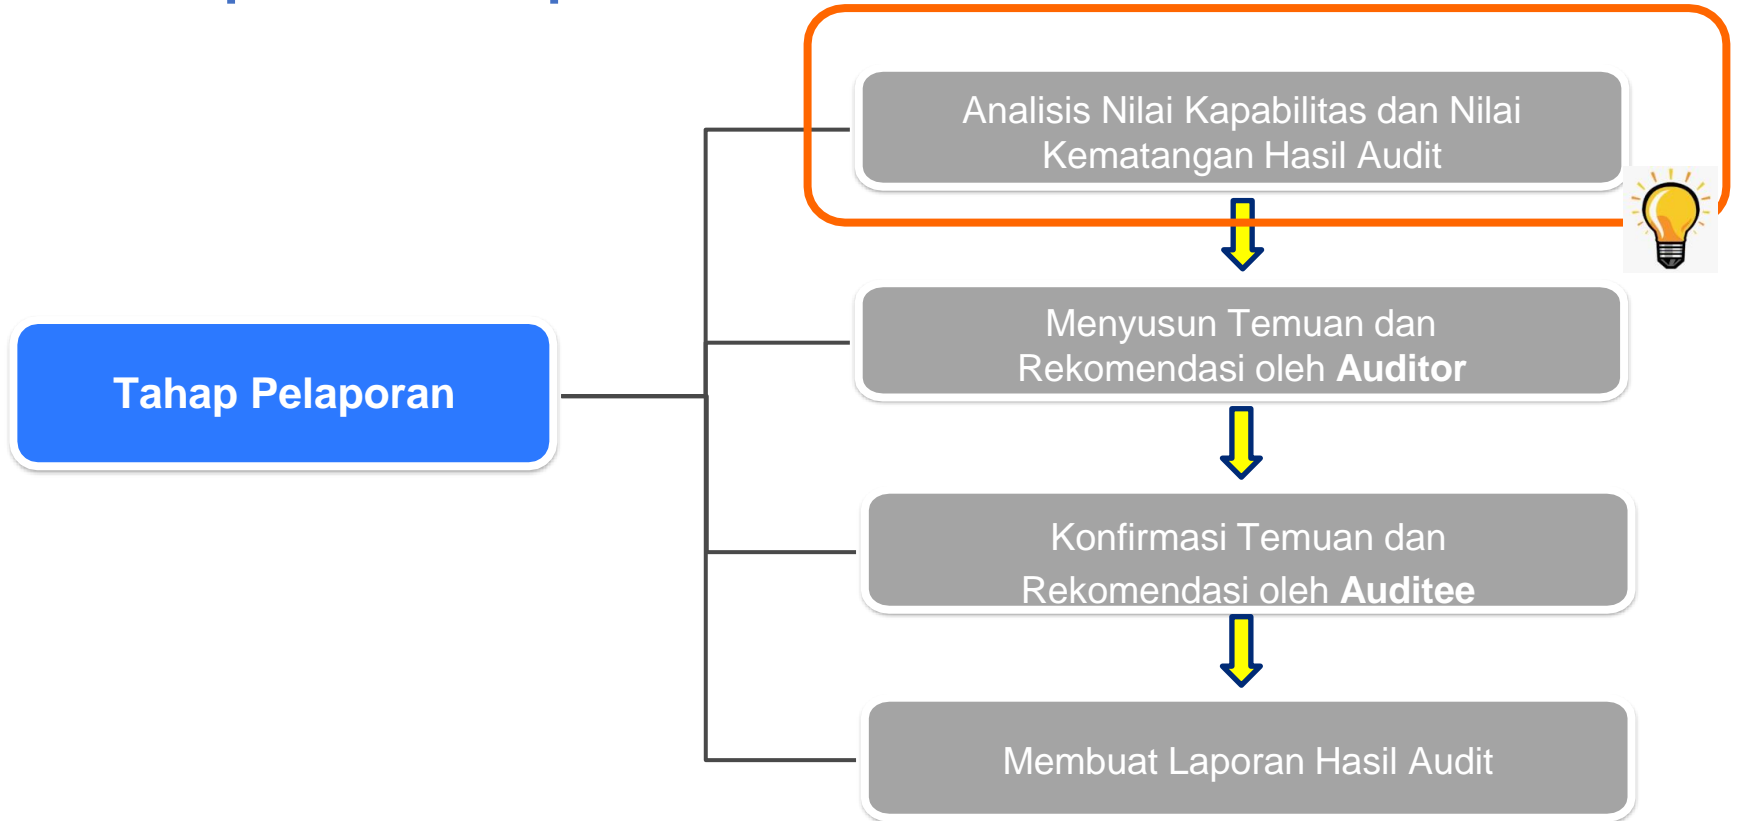 Analisis Nilai Kapabilitas dan Nilai
Kematangan Hasil Audit
Menyusun Temuan dan
Rekomendasi oleh Auditor
Tahap Pelaporan
Konfirmasi Temuan dan
Rekomendasi oleh Auditee
Membuat Laporan Hasil Audit